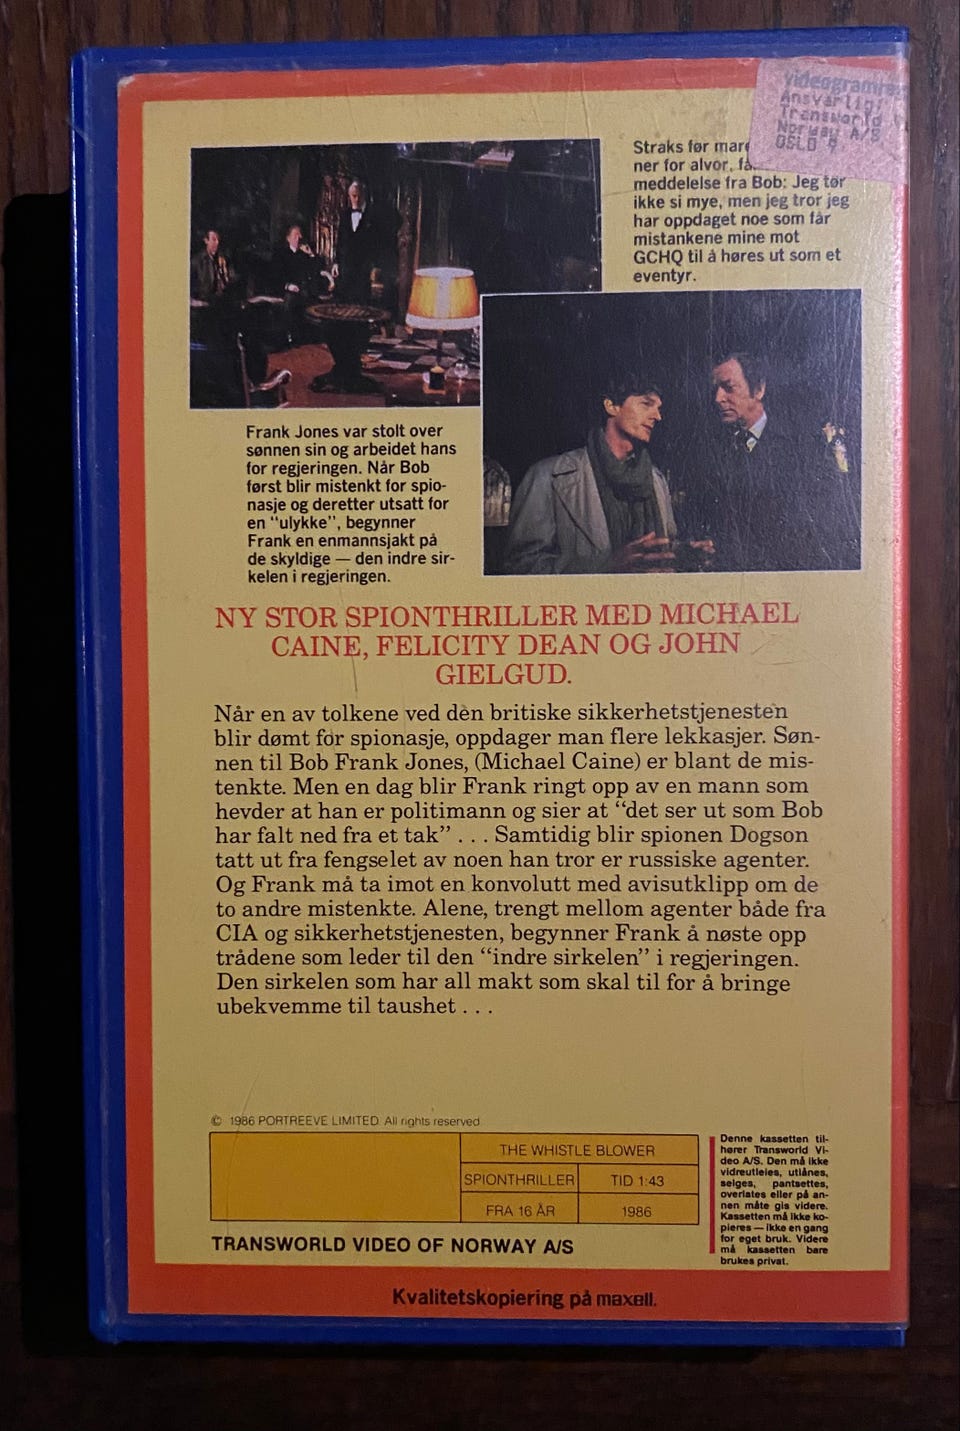 videogramre
Ansvarlig:
Transworld
Norway A/S
OSLO
Straks før
ner for alvor,
meddelelse fra Bob: Jeg tør
ikke si mye, men jeg tror jeg
har oppdaget noe som får
mistankene mine mot
GCHQ til å høres ut som et
eventyr.
Frank Jones var stolt over
sønnen sin og arbeidet hans
for regjeringen. Når Bob
først blir mistenkt for spio-
nasje og deretter utsatt for
en "ulykke", begynner
Frank en enmannsjakt på
de skyldige — den indre sir-
kelen i regjeringen.
NY STOR SPIONTHRILLER MED MICHAEL
CAINE, FELICITY DEAN OG JOHN
GIELGUD.
Når en av tolkene ved den britiske sikkerhetstjenesten
blir dømt for spionasje, oppdager man flere lekkasjer. Søn-
nen til Bob Frank Jones, (Michael Caine) er blant de mis-
tenkte. Men en dag blir Frank ringt opp av en mann som
hevder at han er politimann og sier at "det ser ut som Bob
har falt ned fra et tak" . . . Samtidig blir spionen Dogson
tatt ut fra fengselet av noen han tror er russiske agenter.
Og Frank må ta imot en konvolutt med avisutklipp om de
to andre mistenkte. Alene, trengt mellom agenter både fra
CIA og sikkerhetstjenesten, begynner Frank å nøste opp
trådene som leder til den "indre sirkelen" i regjeringen.
Den sirkelen som har all makt som skal til for å bringe
ubekvemme til taushet . . .
© 1986 PORTREEVE LIMITED. All rights reserved
THE WHISTLE BLOWER
SPIONTHRILLER TID 1:43
FRA 16 ÅR 1986
TRANSWORLD VIDEO OF NORWAY A/S
Denne kassetten til-
hører Transworld Vi-
deo A/S. Den må ikke
vidreutleies, utlånes,
selges, pantsettes,
overlates eller på an-
nen måte gis videre.
Kassetten må ikke ko-
pieres — ikke en gang
for eget bruk. Videre
må kassetten bare
brukes privat.
Kvalitetskopiering på maxell.